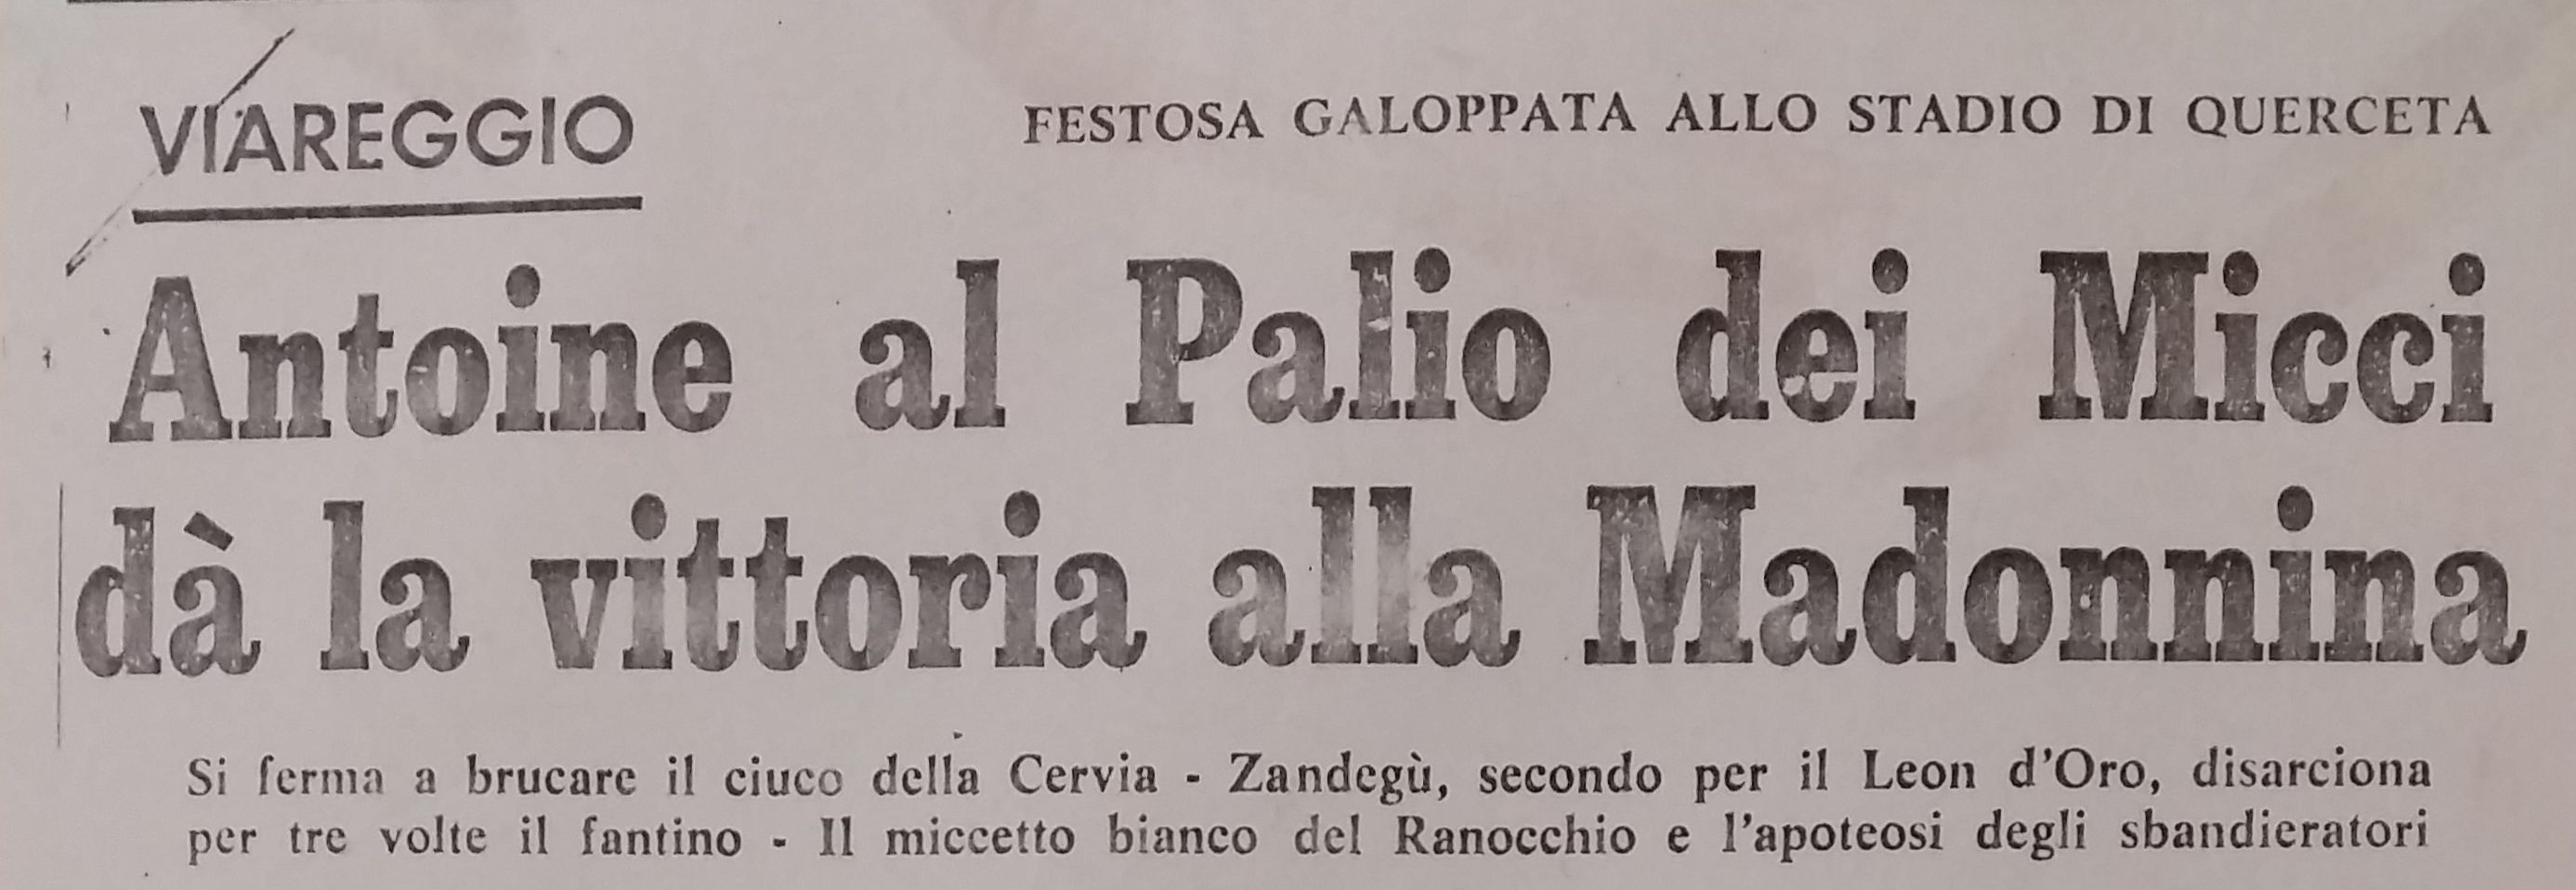 VIAREGGIO
FESTOSA GALOPPATA ALLO STADIO DI QUERCETA
Antoine al Palio dei Micci
dà la vittoria alla Madonnina
Si ferma a brucare il ciuco della Cervia - Zandegù, secondo per il Leon d'Oro, disarciona
per tre volte il fantino - Il miccetto bianco del Ranocchio e l'apoteosi degli sbandieratori